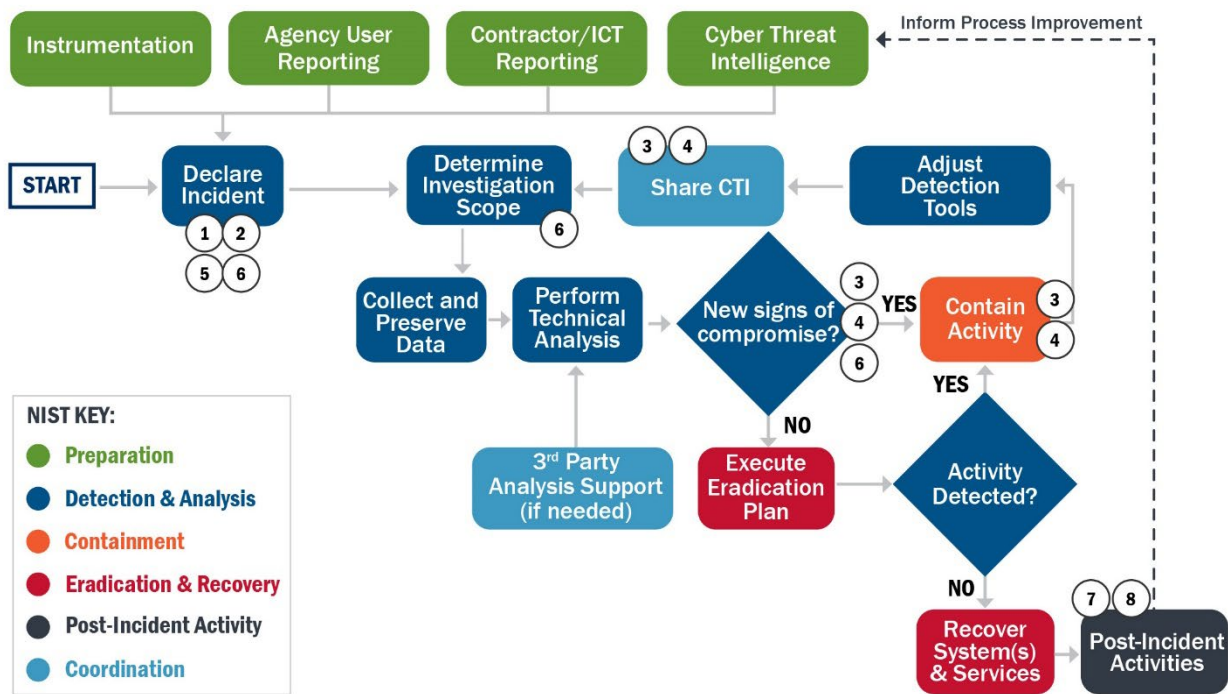 Instrumentation
Agency User
Reporting
Contractor/ICT
Reporting
Cyber Threat
Intelligence
Inform Process Improvement
START
Declare
Incident
1
2
5
6
Determine
Investigation
Scope
6
3
4
Share CTI
Adjust
Detection
Tools
Collect and
Preserve
Data
Perform
Technical
Analysis
New signs of
compromise?
3
4
6
YES
Contain
Activity
3
4
YES
NO
3rd Party
Analysis Support
(if needed)
Execute
Eradication
Plan
Activity
Detected?
NO
Recover
System(s)
& Services
7
8
Post-Incident
Activities
NIST KEY:
Preparation
Detection & Analysis
Containment
Eradication & Recovery
Post-Incident Activity
Coordination